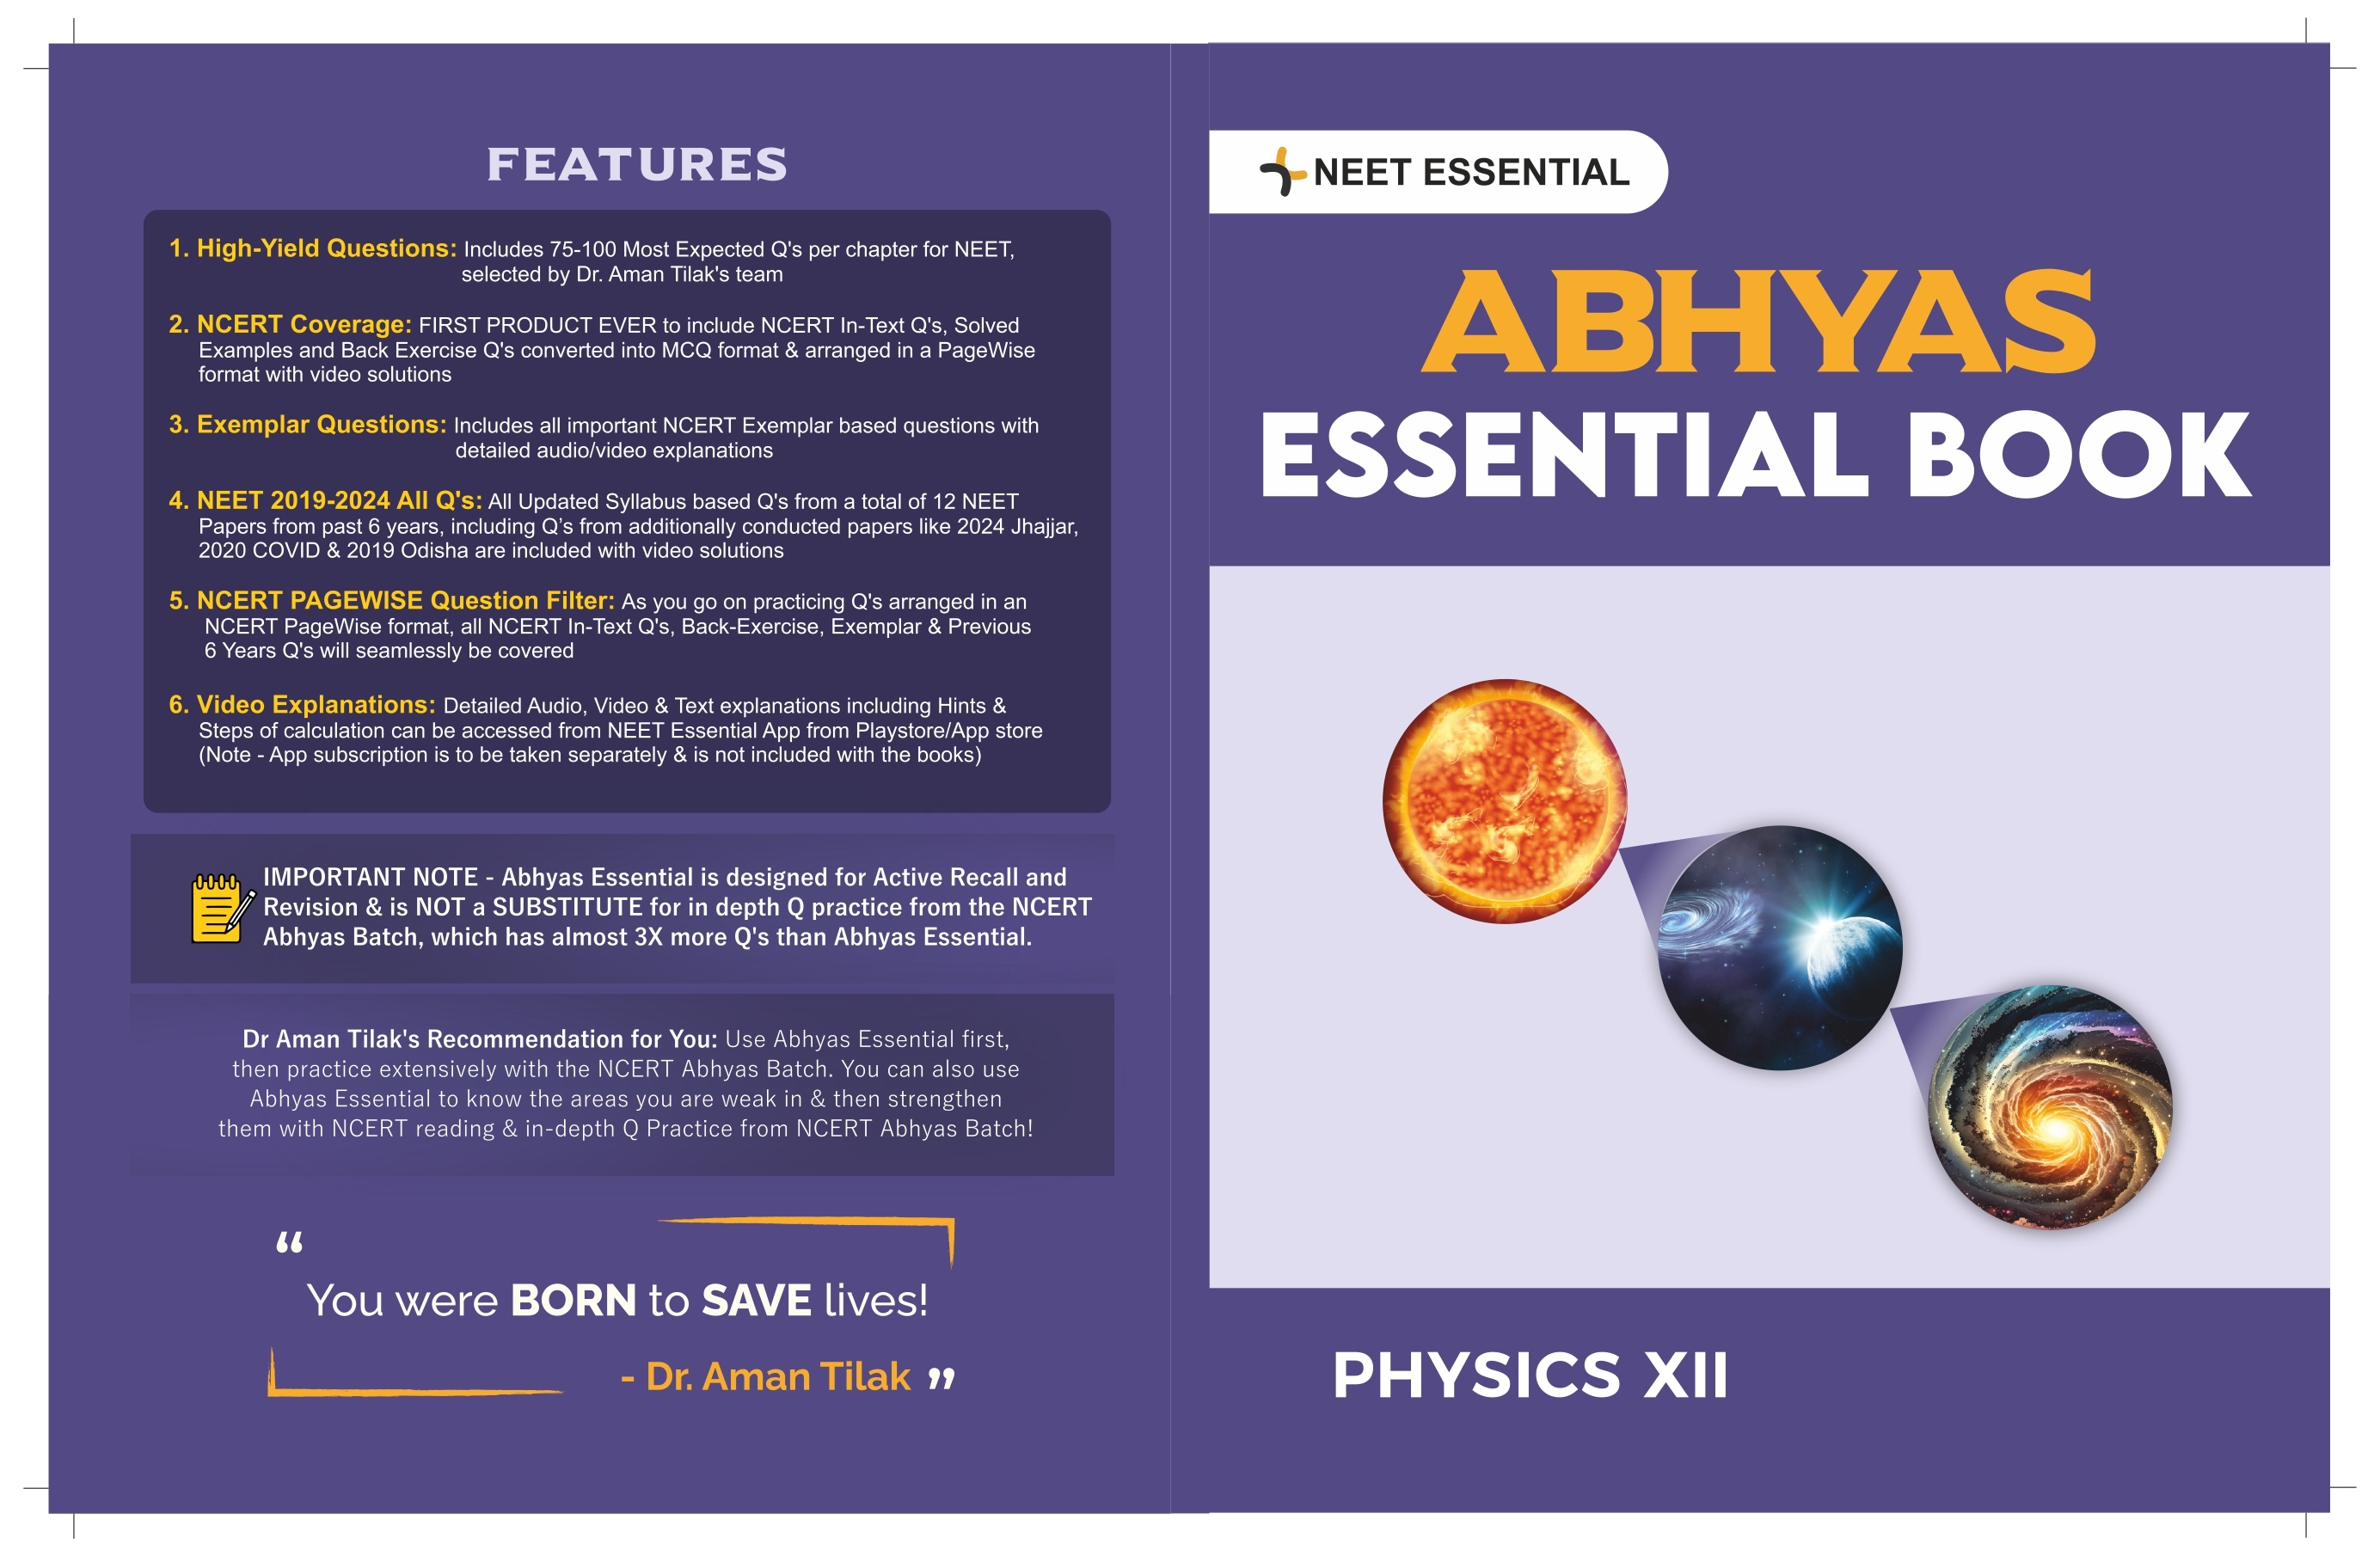 FEATURES
1. High-Yield Questions: Includes 75-100 Most Expected Q's per chapter for NEET,
selected by Dr. Aman Tilak's team
2. NCERT Coverage: FIRST PRODUCT EVER to include NCERT In-Text Q's, Solved
Examples and Back Exercise Q's converted into MCQ format & arranged in a PageWise
format with video solutions
3. Exemplar Questions: Includes all important NCERT Exemplar based questions with
detailed audio/video explanations
4. NEET 2019-2024 All Q's: All Updated Syllabus based Q's from a total of 12 NEET
Papers from past 6 years, including Q’s from additionally conducted papers like 2024 Jhajjar,
2020 COVID & 2019 Odisha are included with video solutions
5. NCERT PAGEWISE Question Filter: As you go on practicing Q's arranged in an
NCERT PageWise format, all NCERT In-Text Q's, Back-Exercise, Exemplar & Previous
6 Years Q's will seamlessly be covered
6. Video Explanations: Detailed Audio, Video & Text explanations including Hints &
Steps of calculation can be accessed from NEET Essential App from Playstore/App store
(Note - App subscription is to be taken separately & is not included with the books)
IMPORTANT NOTE - Abhyas Essential is designed for Active Recall and
Revision & is NOT a SUBSTITUTE for in depth Q practice from the NCERT
Abhyas Batch, which has almost 3X more Q's than Abhyas Essential.
Dr Aman Tilak's Recommendation for You: Use Abhyas Essential first,
then practice extensively with the NCERT Abhyas Batch. You can also use
Abhyas Essential to know the areas you are weak in & then strengthen
them with NCERT reading & in-depth Q Practice from NCERT Abhyas Batch!
“
You were BORN to SAVE lives!
- Dr. Aman Tilak ”
NEET ESSENTIAL
ABHYAS
ESSENTIAL BOOK
PHYSICS XII